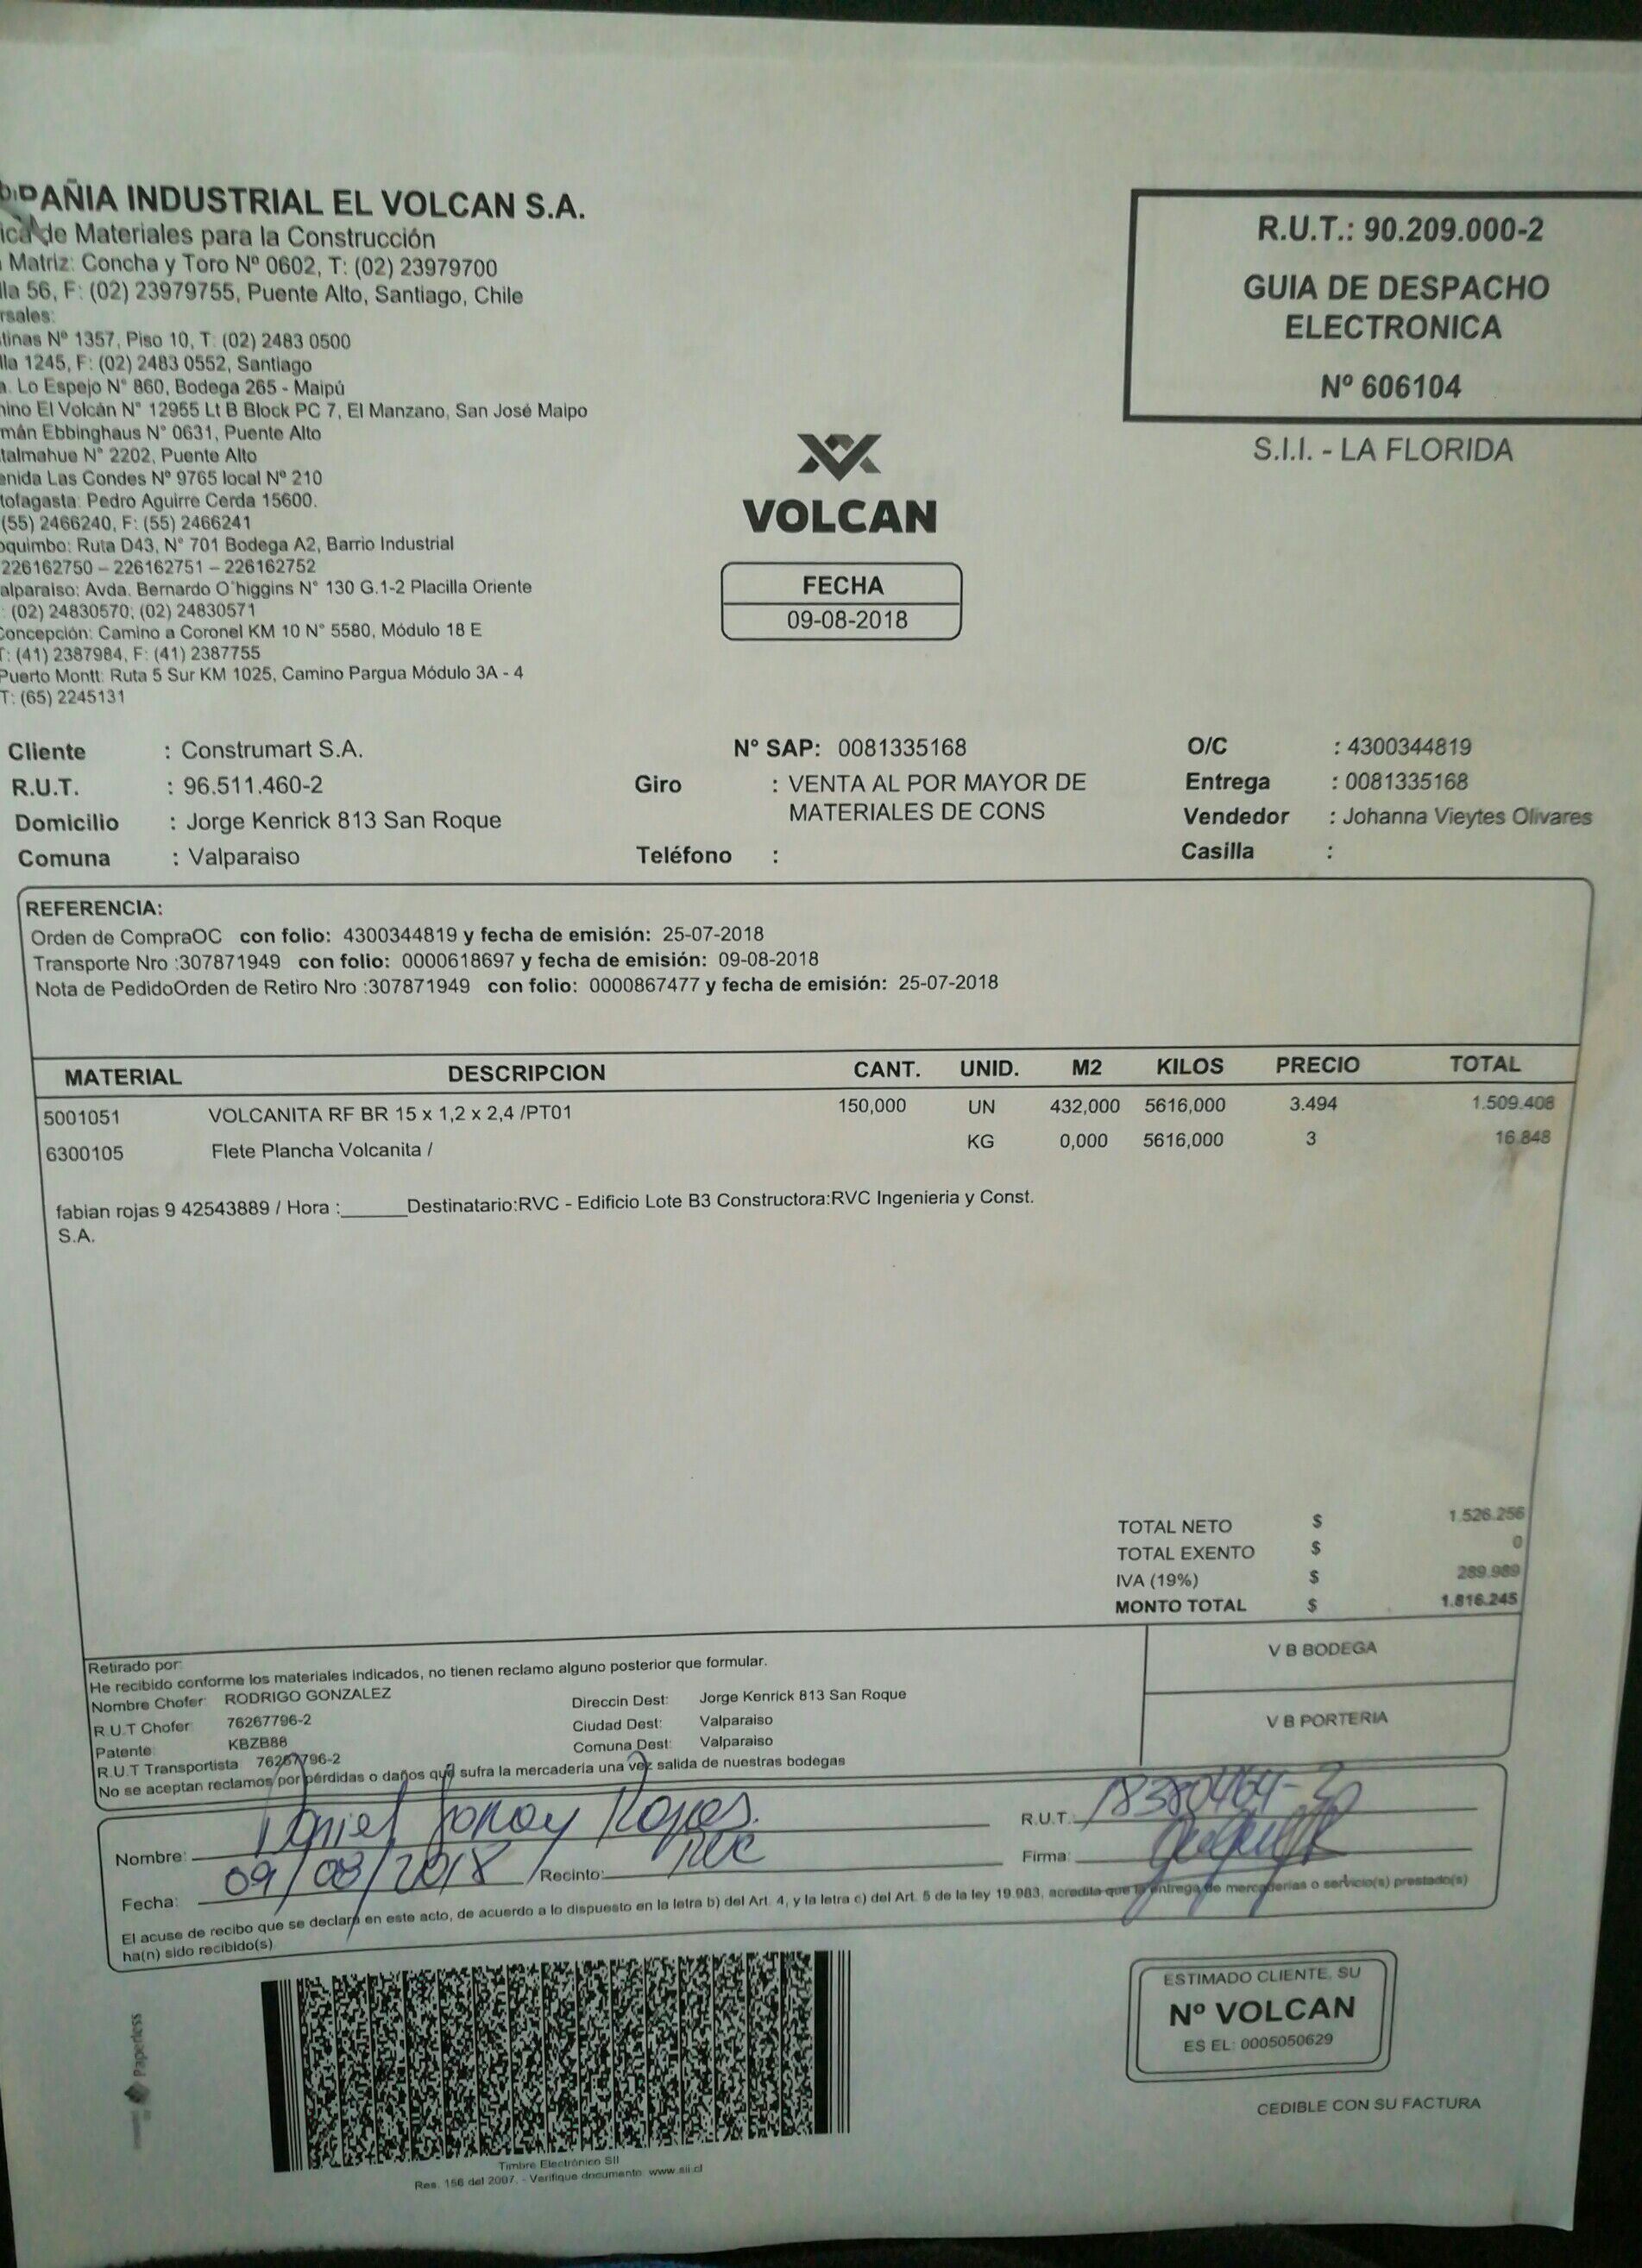 PAÑIA INDUSTRIAL EL VOLCAN S.A.
ica de Materiales para la Construcción
Matriz: Concha y Toro Nº 0602, T: (02) 23979700
lla 56, F: (02) 23979755, Puente Alto, Santiago, Chile
rsales:
tinas Nº 1357, Piso 10, T: (02) 2483 0500
lla 1245, F: (02) 2483 0552, Santiago
a. Lo Espejo N° 860, Bodega 265 - Maipú
nino El Volcán N° 12955 Lt B Block PC 7, El Manzano, San José Maipo
mán Ebbinghaus N° 0631, Puente Alto
talmahue N° 2202, Puente Alto
enida Las Condes Nº 9765 local Nº 210
tofagasta: Pedro Aguirre Cerda 15600.
(55) 2466240, F: (55) 2466241
oquimbo: Ruta D43, N° 701 Bodega A2, Barrio Industrial
226162750 – 226162751 – 226162752
alparaíso: Avda. Bernardo O´higgins N° 130 G.1-2 Placilla Oriente
: (02) 24830570; (02) 24830571
Concepción: Camino a Coronel KM 10 N° 5580, Módulo 18 E
T: (41) 2387984, F: (41) 2387755
Puerto Montt: Ruta 5 Sur KM 1025, Camino Pargua Módulo 3A - 4
T: (65) 2245131
R.U.T.: 90.209.000-2
GUIA DE DESPACHO
ELECTRONICA
Nº 606104
S.I.I. - LA FLORIDA
VOLCAN
FECHA
09-08-2018
Cliente : Construmart S.A. N° SAP: 0081335168 O/C : 4300344819
R.U.T. : 96.511.460-2 Giro : VENTA AL POR MAYOR DE Entrega : 0081335168
MATERIALES DE CONS
Domicilio : Jorge Kenrick 813 San Roque Vendedor : Johanna Vieytes Olivares
Comuna : Valparaiso Teléfono : Casilla :
REFERENCIA:
Orden de CompraOC con folio: 4300344819 y fecha de emisión: 25-07-2018
Transporte Nro :307871949 con folio: 0000618697 y fecha de emisión: 09-08-2018
Nota de PedidoOrden de Retiro Nro :307871949 con folio: 0000867477 y fecha de emisión: 25-07-2018
MATERIAL DESCRIPCION CANT. UNID. M2 KILOS PRECIO TOTAL
5001051 VOLCANITA RF BR 15 x 1,2 x 2,4 /PT01 150,000 UN 432,000 5616,000 3.494 1.509.408
6300105 Flete Plancha Volcanita / KG 0,000 5616,000 3 16.848
fabian rojas 9 42543889 / Hora :______Destinatario:RVC - Edificio Lote B3 Constructora:RVC Ingenieria y Const.
S.A.
TOTAL NETO $ 1.526.256
TOTAL EXENTO $ 0
IVA (19%) $ 289.989
MONTO TOTAL $ 1.816.245
Retirado por:
He recibido conforme los materiales indicados, no tienen reclamo alguno posterior que formular.
Nombre Chofer: RODRIGO GONZALEZ Direccin Dest: Jorge Kenrick 813 San Roque
R.U.T Chofer 76267796-2 Ciudad Dest: Valparaiso
Patente: KBZB88 Comuna Dest: Valparaiso
R.U.T Transportista 76267796-2
No se aceptan reclamos por pérdidas o daños que sufra la mercadería una vez salida de nuestras bodegas
V B BODEGA
V B PORTERIA
Nombre: Daniel Rojas. R.U.T.: 18380464-
Fecha: 09/08/2018 /Recinto: RVC Firma:
El acuse de recibo que se declara en este acto, de acuerdo a lo dispuesto en la letra b) del Art. 4, y la letra c) del Art. 5 de la ley 19.983, acredita que la entrega de mercaderias o servicio(s) prestado(s)
ha(n) sido recibido(s).
Paperless
Timbre Electrónico SII
Res. 156 del 2007. - Verifique documento: www.sii.cl
ESTIMADO CLIENTE, SU
Nº VOLCAN
ES EL: 0005050629
CEDIBLE CON SU FACTURA